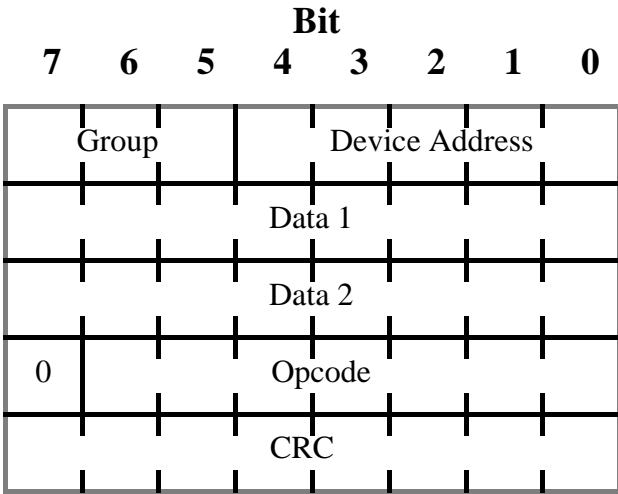 Bit
7 6 5 4 3 2 1 0
Group Device Address
Data 1
Data 2
0 Opcode
CRC